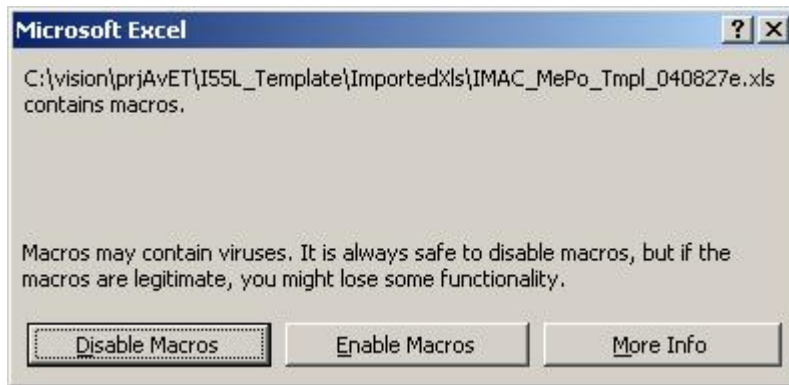 Microsoft Excel
C:\vision\prjAvET\I55L_Template\ImportedXls\IMAC_MePo_Tmpl_040827e.xls
contains macros.
Macros may contain viruses. It is always safe to disable macros, but if the
macros are legitimate, you might lose some functionality.
Disable Macros
Enable Macros
More Info